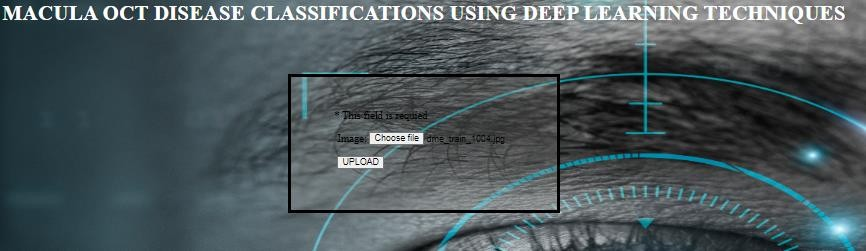 MACULA OCT DISEASE CLASSIFICATIONS USING DEEP LEARNING TECHNIQUES
* This field is requied
Image: Choose file dme_train_1004.jpg
UPLOAD